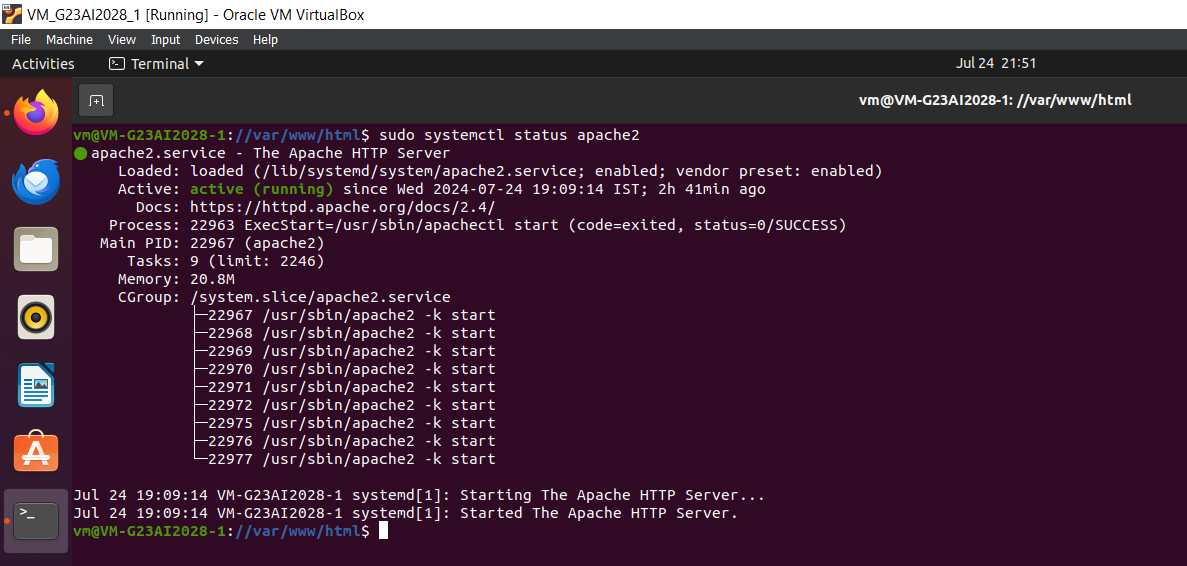 VM_G23AI2028_1 [Running] - Oracle VM VirtualBox
File Machine View Input Devices Help
Activities Terminal Jul 24 21:51
vm@VM-G23AI2028-1: //var/www/html
vm@VM-G23AI2028-1://var/www/html$ sudo systemctl status apache2
apache2.service - The Apache HTTP Server
Loaded: loaded (/lib/systemd/system/apache2.service; enabled; vendor preset: enabled)
Active: active (running) since Wed 2024-07-24 19:09:14 IST; 2h 41min ago
Docs: https://httpd.apache.org/docs/2.4/
Process: 22963 ExecStart=/usr/sbin/apachectl start (code=exited, status=0/SUCCESS)
Main PID: 22967 (apache2)
Tasks: 9 (limit: 2246)
Memory: 20.8M
CGroup: /system.slice/apache2.service
├─22967 /usr/sbin/apache2 -k start
├─22968 /usr/sbin/apache2 -k start
├─22969 /usr/sbin/apache2 -k start
├─22970 /usr/sbin/apache2 -k start
├─22971 /usr/sbin/apache2 -k start
├─22972 /usr/sbin/apache2 -k start
├─22975 /usr/sbin/apache2 -k start
├─22976 /usr/sbin/apache2 -k start
└─22977 /usr/sbin/apache2 -k start
Jul 24 19:09:14 VM-G23AI2028-1 systemd[1]: Starting The Apache HTTP Server...
Jul 24 19:09:14 VM-G23AI2028-1 systemd[1]: Started The Apache HTTP Server.
vm@VM-G23AI2028-1://var/www/html$